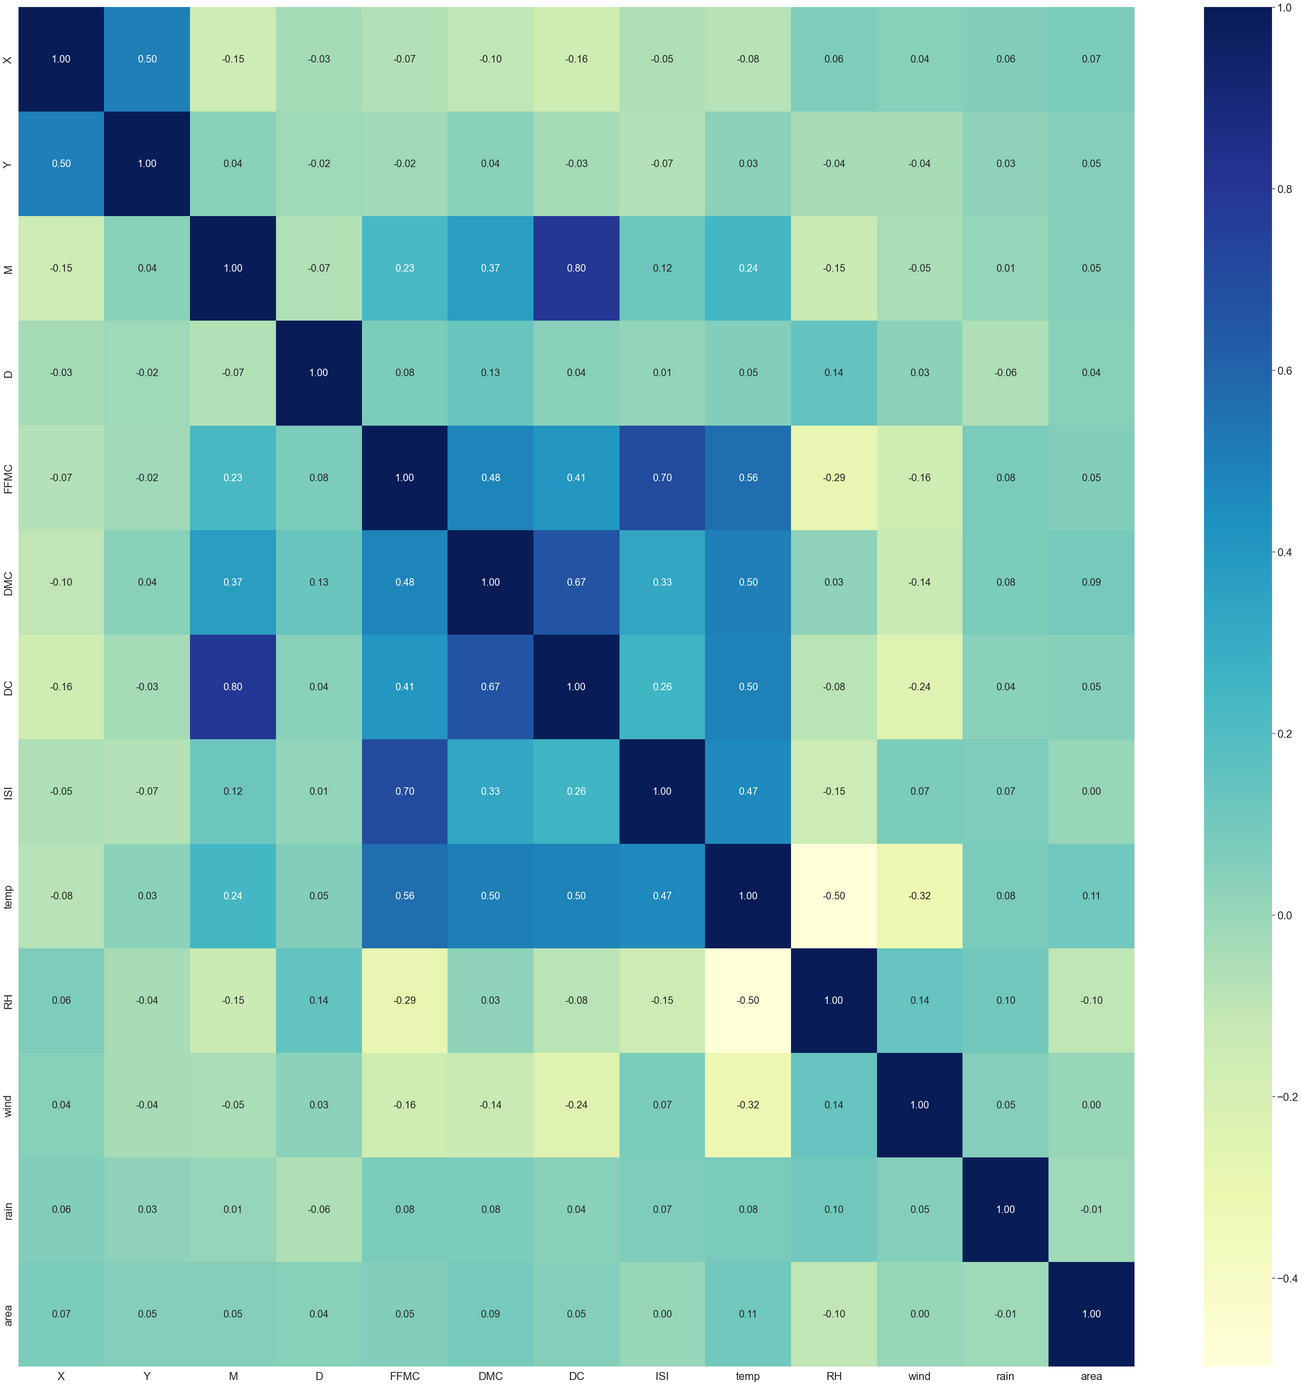 X 1.00 0.50 -0.15 -0.03 -0.07 -0.10 -0.16 -0.05 -0.08 0.06 0.04 0.06 0.07
Y 0.50 1.00 0.04 -0.02 -0.02 0.04 -0.03 -0.07 0.03 -0.04 -0.04 0.03 0.05
M -0.15 0.04 1.00 -0.07 0.23 0.37 0.80 0.12 0.24 -0.15 -0.05 0.01 0.05
D -0.03 -0.02 -0.07 1.00 0.08 0.13 0.04 0.01 0.05 0.14 0.03 -0.06 0.04
FFMC -0.07 -0.02 0.23 0.08 1.00 0.48 0.41 0.70 0.56 -0.29 -0.16 0.08 0.05
DMC -0.10 0.04 0.37 0.13 0.48 1.00 0.67 0.33 0.50 0.03 -0.14 0.08 0.09
DC -0.16 -0.03 0.80 0.04 0.41 0.67 1.00 0.26 0.50 -0.08 -0.24 0.04 0.05
ISI -0.05 -0.07 0.12 0.01 0.70 0.33 0.26 1.00 0.47 -0.15 0.07 0.07 0.00
temp -0.08 0.03 0.24 0.05 0.56 0.50 0.50 0.47 1.00 -0.50 -0.32 0.08 0.11
RH 0.06 -0.04 -0.15 0.14 -0.29 0.03 -0.08 -0.15 -0.50 1.00 0.14 0.10 -0.10
wind 0.04 -0.04 -0.05 0.03 -0.16 -0.14 -0.24 0.07 -0.32 0.14 1.00 0.05 0.00
rain 0.06 0.03 0.01 -0.06 0.08 0.08 0.04 0.07 0.08 0.10 0.05 1.00 -0.01
area 0.07 0.05 0.05 0.04 0.05 0.09 0.05 0.00 0.11 -0.10 0.00 -0.01 1.00
X Y M D FFMC DMC DC ISI temp RH wind rain area
1.0
0.8
0.6
0.4
0.2
0.0
−0.2
−0.4